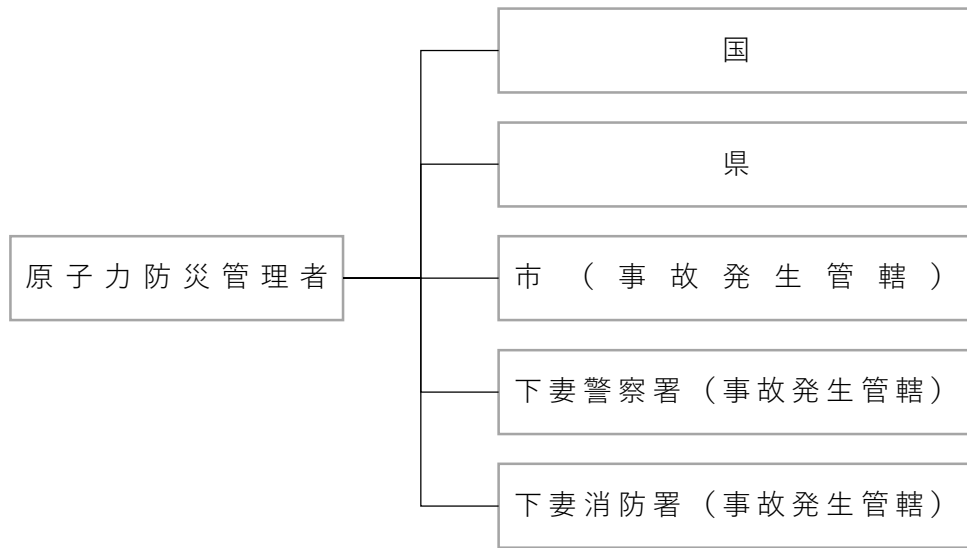 国
県
原子力防災管理者
市（事故発生管轄）
下妻警察署（事故発生管轄）
下妻消防署（事故発生管轄）